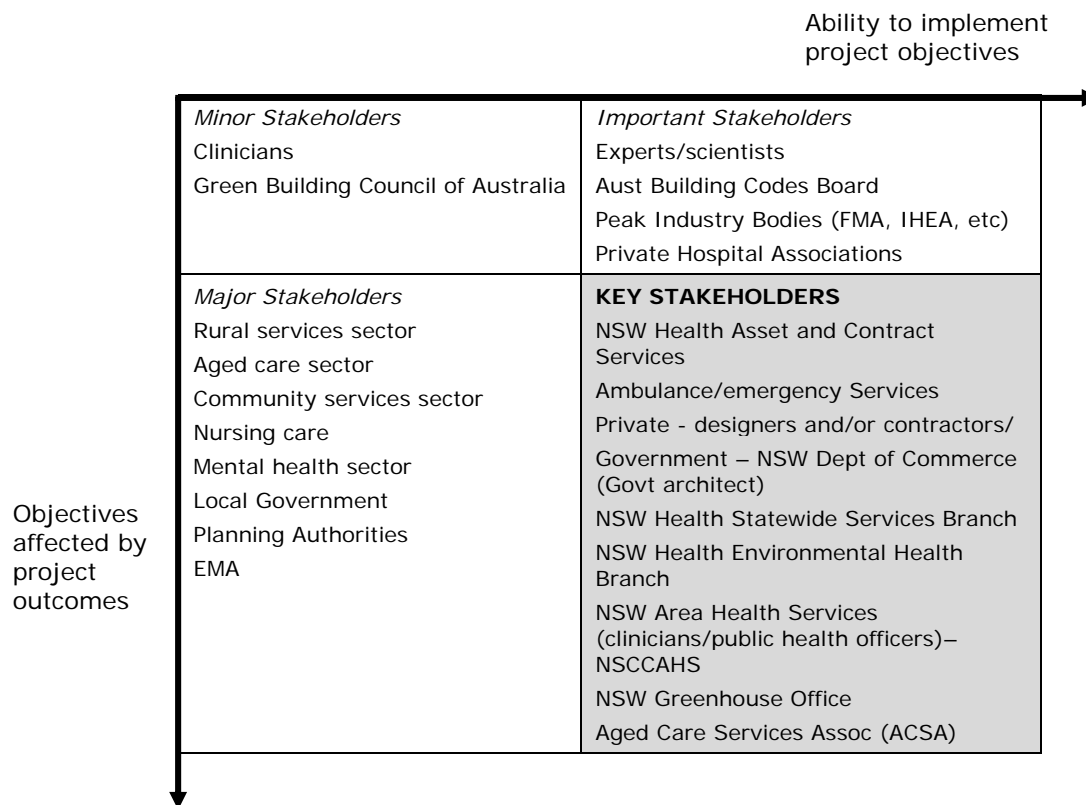 Ability to implement
project objectives
Minor Stakeholders
Clinicians
Green Building Council of Australia
Important Stakeholders
Experts/scientists
Aust Building Codes Board
Peak Industry Bodies (FMA, IHEA, etc)
Private Hospital Associations
Objectives
affected by
project
outcomes
Major Stakeholders
Rural services sector
Aged care sector
Community services sector
Nursing care
Mental health sector
Local Government
Planning Authorities
EMA
KEY STAKEHOLDERS
NSW Health Asset and Contract
Services
Ambulance/emergency Services
Private - designers and/or contractors/
Government – NSW Dept of Commerce
(Govt architect)
NSW Health Statewide Services Branch
NSW Health Environmental Health
Branch
NSW Area Health Services
(clinicians/public health officers)–
NSCCAHS
NSW Greenhouse Office
Aged Care Services Assoc (ACSA)